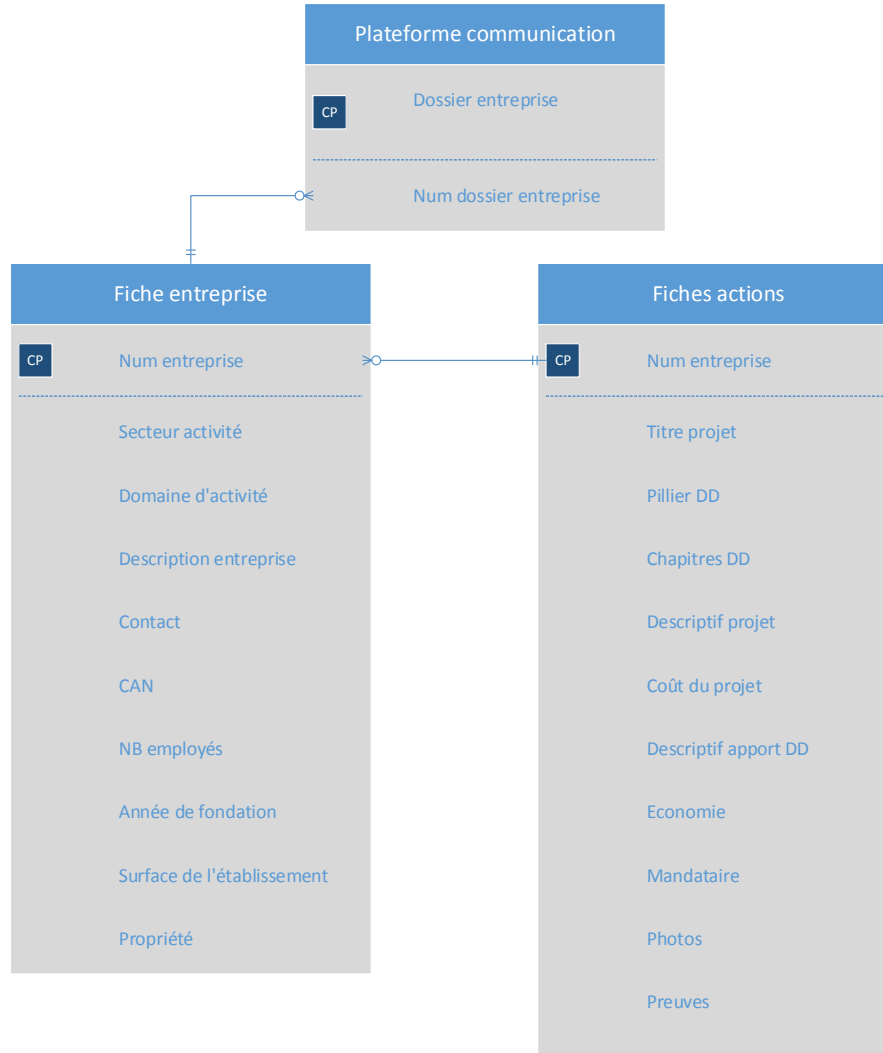 Plateforme communication
CP
Dossier entreprise
Num dossier entreprise
Fiche entreprise
CP
Num entreprise
Secteur activité
Domaine d'activité
Description entreprise
Contact
CAN
NB employés
Année de fondation
Surface de l'établissement
Propriété
Fiches actions
CP
Num entreprise
Titre projet
Pillier DD
Chapitres DD
Descriptif projet
Coût du projet
Descriptif apport DD
Economie
Mandataire
Photos
Preuves